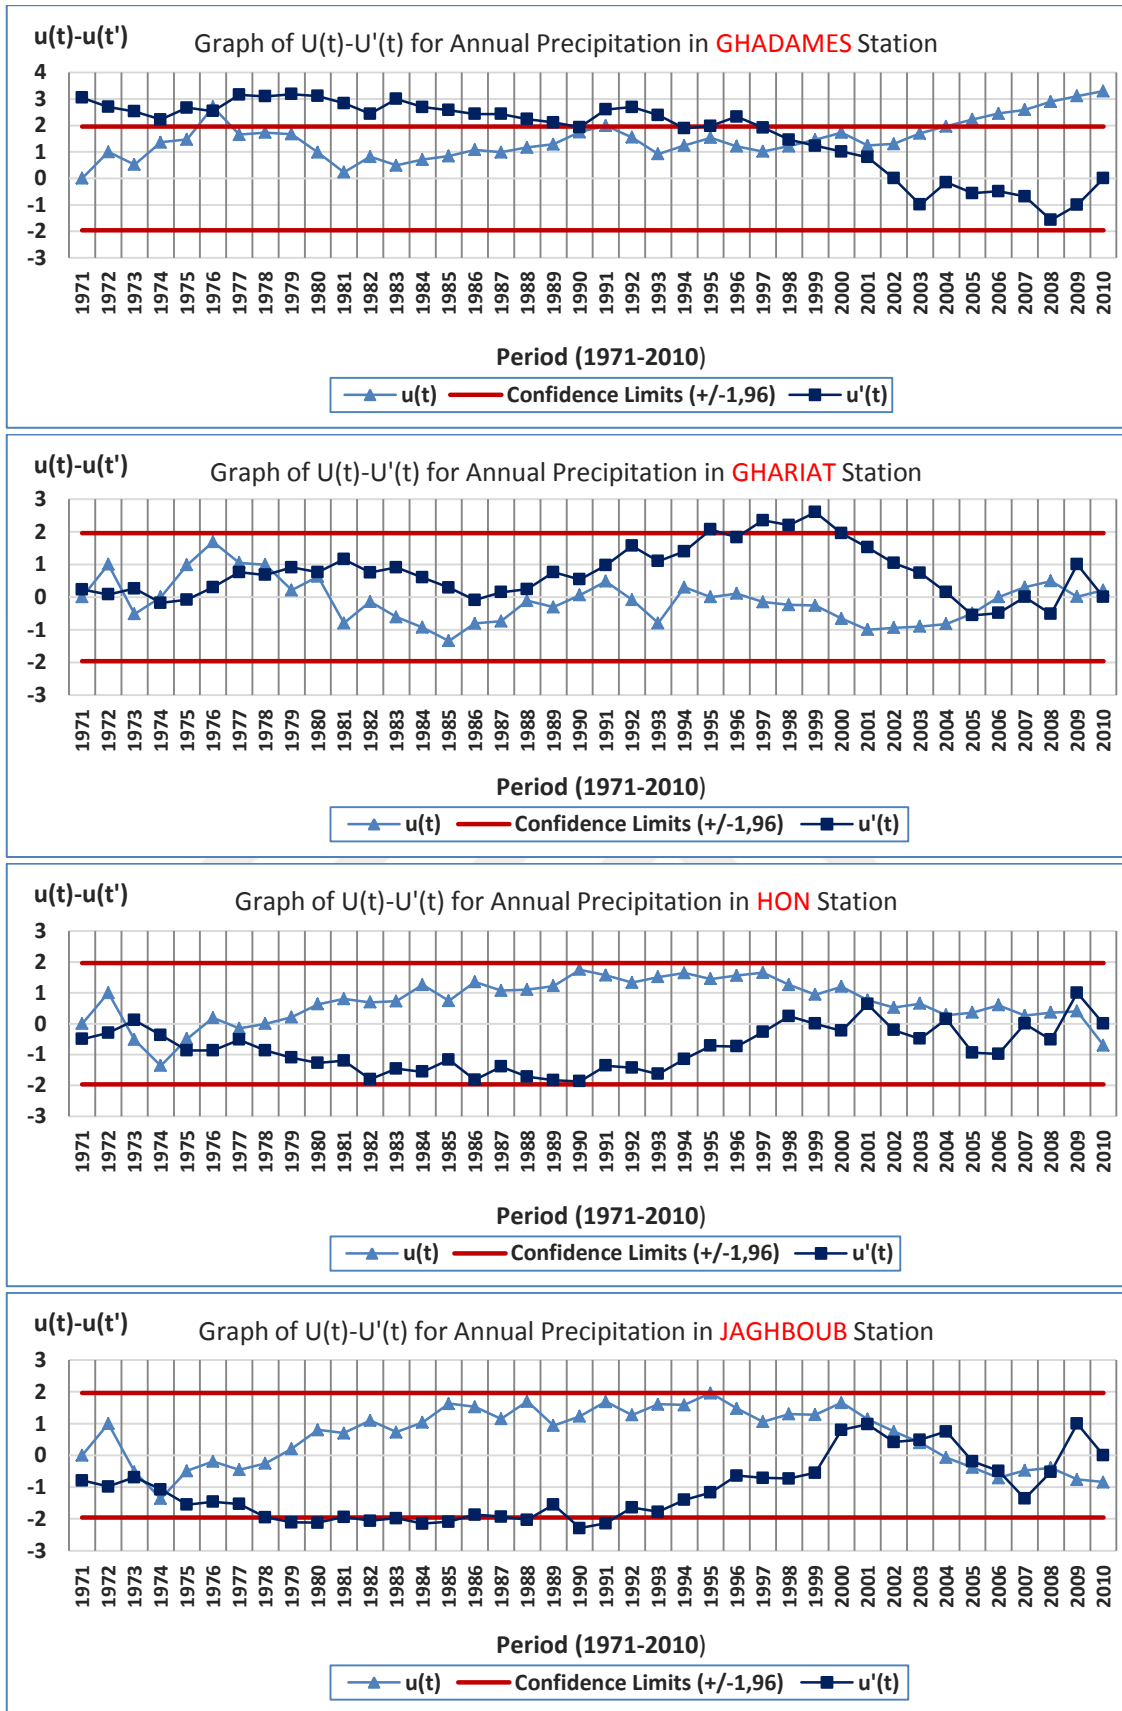 u(t)-u(t')
Graph of U(t)-U'(t) for Annual Precipitation in GHADAMES Station
4
3
2
1
0
-1
-2
-3
1971 1972 1973 1974 1975 1976 1977 1978 1979 1980 1981 1982 1983 1984 1985 1986 1987 1988 1989 1990 1991 1992 1993 1994 1995 1996 1997 1998 1999 2000 2001 2002 2003 2004 2005 2006 2007 2008 2009 2010
Period (1971-2010)
u(t) Confidence Limits (+/-1,96) u'(t)
u(t)-u(t')
Graph of U(t)-U'(t) for Annual Precipitation in GHARIAT Station
3
2
1
0
-1
-2
-3
1971 1972 1973 1974 1975 1976 1977 1978 1979 1980 1981 1982 1983 1984 1985 1986 1987 1988 1989 1990 1991 1992 1993 1994 1995 1996 1997 1998 1999 2000 2001 2002 2003 2004 2005 2006 2007 2008 2009 2010
Period (1971-2010)
u(t) Confidence Limits (+/-1,96) u'(t)
u(t)-u(t')
Graph of U(t)-U'(t) for Annual Precipitation in HON Station
3
2
1
0
-1
-2
-3
1971 1972 1973 1974 1975 1976 1977 1978 1979 1980 1981 1982 1983 1984 1985 1986 1987 1988 1989 1990 1991 1992 1993 1994 1995 1996 1997 1998 1999 2000 2001 2002 2003 2004 2005 2006 2007 2008 2009 2010
Period (1971-2010)
u(t) Confidence Limits (+/-1,96) u'(t)
u(t)-u(t')
Graph of U(t)-U'(t) for Annual Precipitation in JAGHBOUB Station
3
2
1
0
-1
-2
-3
1971 1972 1973 1974 1975 1976 1977 1978 1979 1980 1981 1982 1983 1984 1985 1986 1987 1988 1989 1990 1991 1992 1993 1994 1995 1996 1997 1998 1999 2000 2001 2002 2003 2004 2005 2006 2007 2008 2009 2010
Period (1971-2010)
u(t) Confidence Limits (+/-1,96) u'(t)